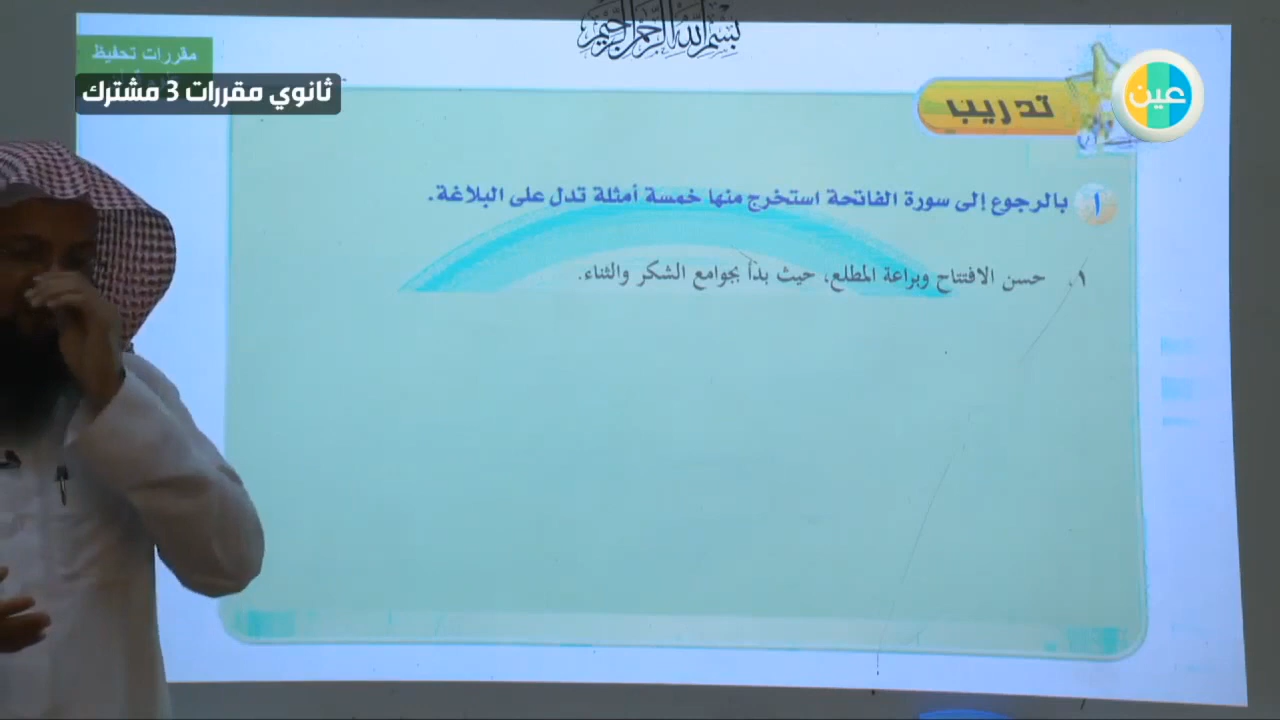 بسم الله الرحمن الرحيم
مقررات تحفيظ
ثانوي مقررات 3 مشترك
عين
تدريب
١ بالرجوع إلى سورة الفاتحة استخرج منها خمسة أمثلة تدل على البلاغة.
١. حسن الافتتاح وبراعة المطلع، حيث بدأ بجوامع الشكر والثناء.